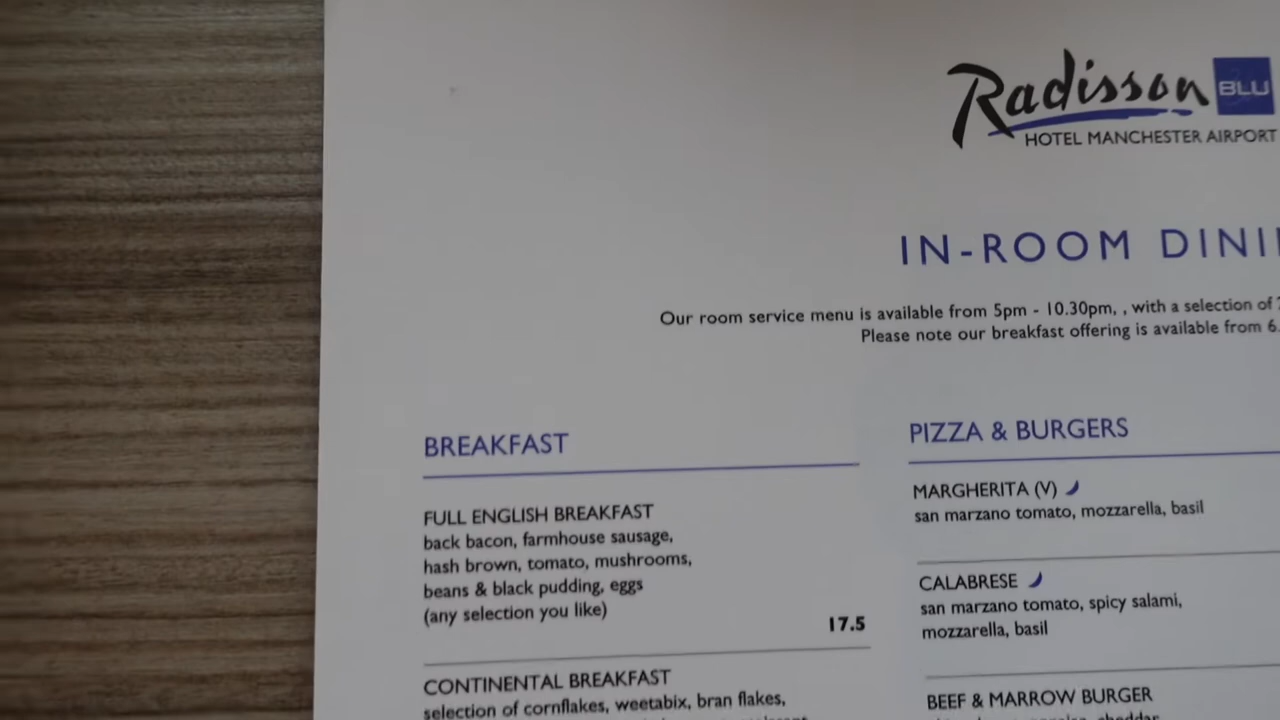 Radisson BLU
HOTEL MANCHESTER AIRPORT
IN-ROOM DINI
Our room service menu is available from 5pm - 10.30pm, , with a selection of
Please note our breakfast offering is available from 6.
BREAKFAST
FULL ENGLISH BREAKFAST
back bacon, farmhouse sausage,
hash brown, tomato, mushrooms,
beans & black pudding, eggs
(any selection you like)
17.5
CONTINENTAL BREAKFAST
selection of cornflakes, weetabix, bran flakes,
PIZZA & BURGERS
MARGHERITA (V)
san marzano tomato, mozzarella, basil
CALABRESE
san marzano tomato, spicy salami,
mozzarella, basil
BEEF & MARROW BURGER